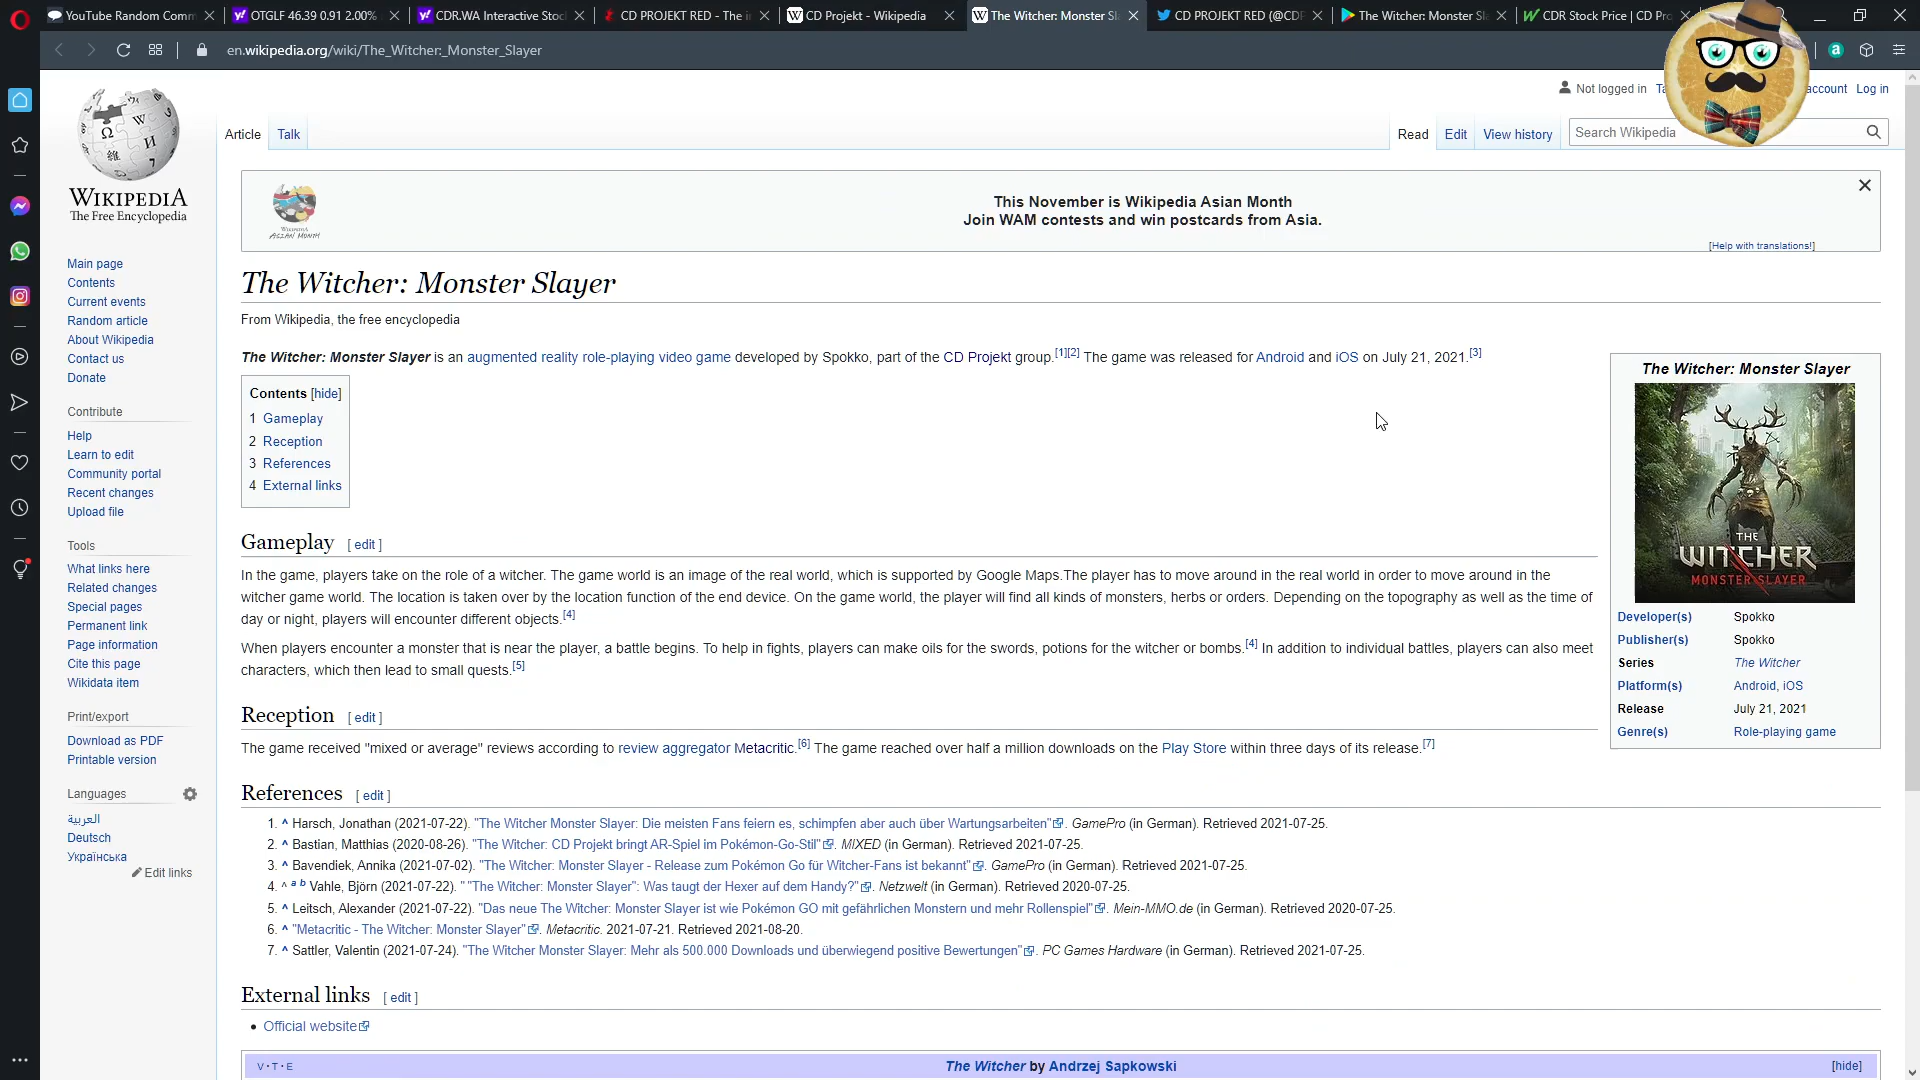 YouTube Random Comm
OTGLF 46.39 0.91 2.00%
CDR.WA Interactive Stoc
CD PROJEKT RED - The i
CD Projekt - Wikipedia
The Witcher: Monster Sl
CD PROJEKT RED (@CDP
The Witcher: Monster Sl
CDR Stock Price | CD Pro
en.wikipedia.org/wiki/The_Witcher:_Monster_Slayer
Not logged in
account
Log in
Article
Talk
Read
Edit
View history
Search Wikipedia
WIKIPEDIA
The Free Encyclopedia
Main page
Contents
Current events
Random article
About Wikipedia
Contact us
Donate
Contribute
Help
Learn to edit
Community portal
Recent changes
Upload file
Tools
What links here
Related changes
Special pages
Permanent link
Page information
Cite this page
Wikidata item
Print/export
Download as PDF
Printable version
Languages
العربية
Deutsch
Українська
Edit links
WIKIPEDIA
ASIAN MONTH
This November is Wikipedia Asian Month
Join WAM contests and win postcards from Asia.
[Help with translations!]
The Witcher: Monster Slayer
From Wikipedia, the free encyclopedia
The Witcher: Monster Slayer is an augmented reality role-playing video game developed by Spokko, part of the CD Projekt group.[1][2] The game was released for Android and iOS on July 21, 2021.[3]
Contents [hide]
1 Gameplay
2 Reception
3 References
4 External links
Gameplay [ edit ]
In the game, players take on the role of a witcher. The game world is an image of the real world, which is supported by Google Maps.The player has to move around in the real world in order to move around in the
witcher game world. The location is taken over by the location function of the end device. On the game world, the player will find all kinds of monsters, herbs or orders. Depending on the topography as well as the time of
day or night, players will encounter different objects.[4]
When players encounter a monster that is near the player, a battle begins. To help in fights, players can make oils for the swords, potions for the witcher or bombs.[4] In addition to individual battles, players can also meet
characters, which then lead to small quests.[5]
Reception [ edit ]
The game received "mixed or average" reviews according to review aggregator Metacritic.[6] The game reached over half a million downloads on the Play Store within three days of its release.[7]
The Witcher: Monster Slayer
THE
WITCHER
MONSTER SLAYER
Developer(s) Spokko
Publisher(s) Spokko
Series The Witcher
Platform(s) Android, iOS
Release July 21, 2021
Genre(s) Role-playing game
References [ edit ]
1. ^ Harsch, Jonathan (2021-07-22). "The Witcher Monster Slayer: Die meisten Fans feiern es, schimpfen aber auch über Wartungsarbeiten". GamePro (in German). Retrieved 2021-07-25.
2. ^ Bastian, Matthias (2020-08-26). "The Witcher: CD Projekt bringt AR-Spiel im Pokémon-Go-Stil". MIXED (in German). Retrieved 2021-07-25.
3. ^ Bavendiek, Annika (2021-07-02). "The Witcher: Monster Slayer - Release zum Pokémon Go für Witcher-Fans ist bekannt". GamePro (in German). Retrieved 2021-07-25.
4. ^ a b Vahle, Björn (2021-07-22). " "The Witcher: Monster Slayer": Was taugt der Hexer auf dem Handy?". Netzwelt (in German). Retrieved 2020-07-25.
5. ^ Leitsch, Alexander (2021-07-22). "Das neue The Witcher: Monster Slayer ist wie Pokémon GO mit gefährlichen Monstern und mehr Rollenspiel". Mein-MMO.de (in German). Retrieved 2020-07-25.
6. ^ "Metacritic - The Witcher: Monster Slayer". Metacritic. 2021-07-21. Retrieved 2021-08-20.
7. ^ Sattler, Valentin (2021-07-24). "The Witcher Monster Slayer: Mehr als 500.000 Downloads und überwiegend positive Bewertungen". PC Games Hardware (in German). Retrieved 2021-07-25.
External links [ edit ]
• Official website
V · T · E
The Witcher by Andrzej Sapkowski
[hide]